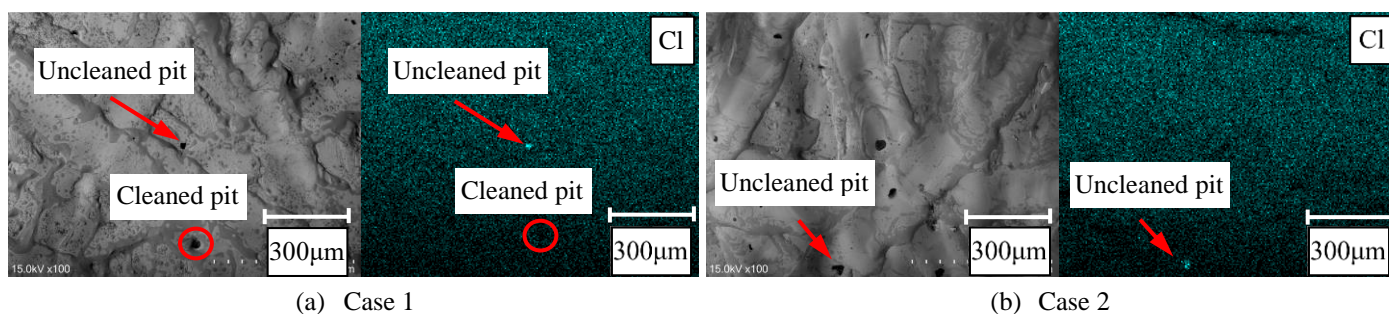 Uncleaned pit
Cleaned pit
300μm
15.0kV x100
Cl
Uncleaned pit
Cleaned pit
300μm
(a) Case 1
Uncleaned pit
300μm
15.0kV x100
Cl
Uncleaned pit
300μm
(b) Case 2